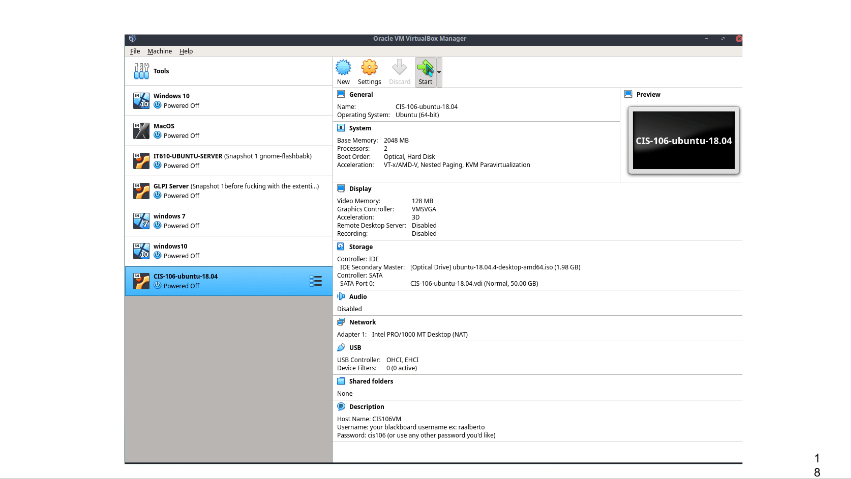 Oracle VM VirtualBox Manager
File Machine Help
Tools
Windows 10
Powered Off
MacOS
Powered Off
IT610-UBUNTU-SERVER (Snapshot 1 gnome-flashbabk)
Powered Off
GLPI Server (Snapshot 1before fucking with the extenti...)
Powered Off
windows 7
Powered Off
windows10
Powered Off
CIS-106-ubuntu-18.04
Powered Off
New Settings Discard Start
General
Name: CIS-106-ubuntu-18.04
Operating System: Ubuntu (64-bit)
System
Base Memory: 2048 MB
Processors: 2
Boot Order: Optical, Hard Disk
Acceleration: VT-x/AMD-V, Nested Paging, KVM Paravirtualization
Preview
CIS-106-ubuntu-18.04
Display
Video Memory: 128 MB
Graphics Controller: VMSVGA
Acceleration: 3D
Remote Desktop Server: Disabled
Recording: Disabled
Storage
Controller: IDE
IDE Secondary Master: [Optical Drive] ubuntu-18.04.4-desktop-amd64.iso (1.98 GB)
Controller: SATA
SATA Port 0: CIS-106-ubuntu-18.04.vdi (Normal, 50.00 GB)
Audio
Disabled
Network
Adapter 1: Intel PRO/1000 MT Desktop (NAT)
USB
USB Controller: OHCI, EHCI
Device Filters: 0 (0 active)
Shared folders
None
Description
Host Name: CIS106VM
Username: your blackboard username ex: raalberto
Password: cis106 (or use any other password you'd like)
1
8